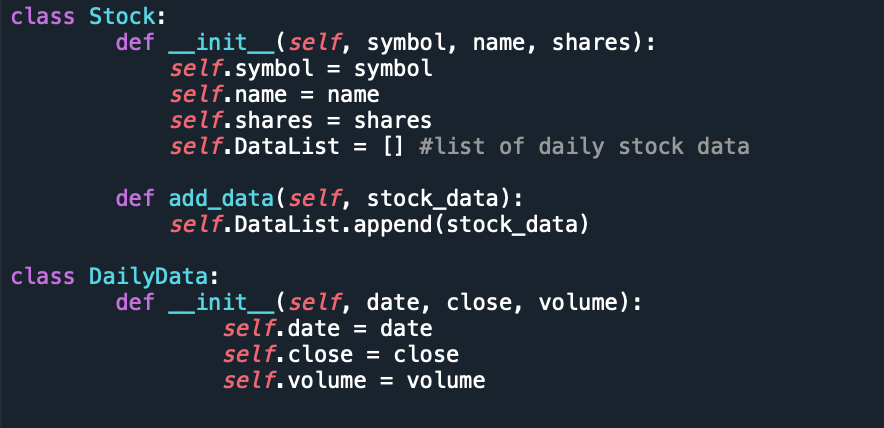 class Stock:
        def __init__(self, symbol, name, shares):
            self.symbol = symbol
            self.name = name
            self.shares = shares
            self.DataList = [] #list of daily stock data

        def add_data(self, stock_data):
            self.DataList.append(stock_data)

class DailyData:
        def __init__(self, date, close, volume):
                self.date = date
                self.close = close
                self.volume = volume